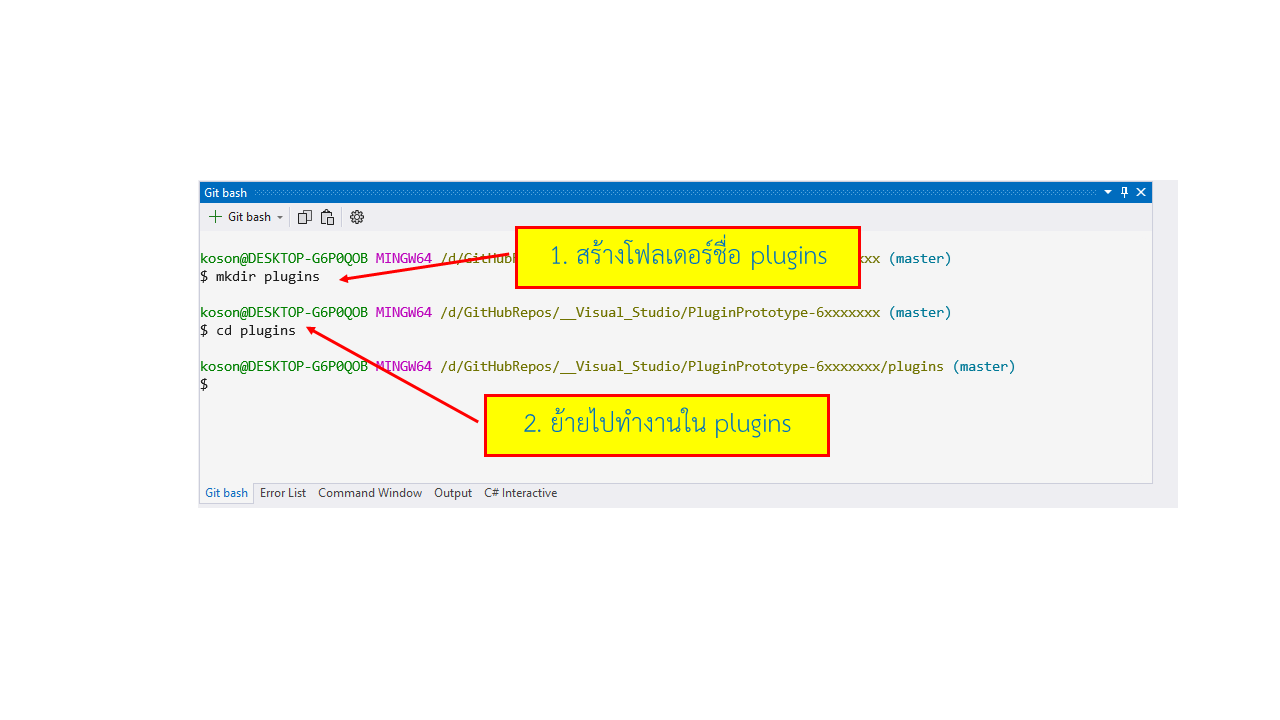 Git bash
Git bash
koson@DESKTOP-G6P0QOB MINGW64 /d/GitHubR xxx (master)
1. สร้างโฟลเดอร์ชื่อ plugins
$ mkdir plugins
koson@DESKTOP-G6P0QOB MINGW64 /d/GitHubRepos/__Visual_Studio/PluginPrototype-6xxxxxxx (master)
$ cd plugins
koson@DESKTOP-G6P0QOB MINGW64 /d/GitHubRepos/__Visual_Studio/PluginPrototype-6xxxxxxx/plugins (master)
$
2. ย้ายไปทำงานใน plugins
Git bash Error List Command Window Output C# Interactive